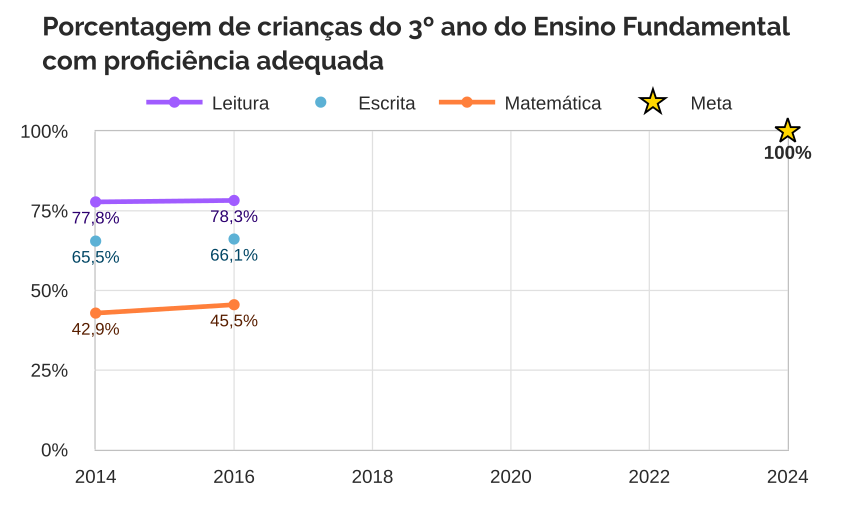 Porcentagem de crianças do 3º ano do Ensino Fundamental
com proficiência adequada
Leitura Escrita Matemática Meta
100%
100%
75%
77,8% 78,3%
65,5% 66,1%
50%
42,9% 45,5%
25%
0%
2014 2016 2018 2020 2022 2024